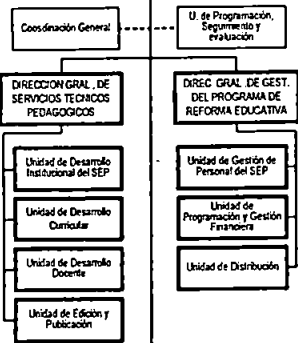 Coordinación General
U. de Programación,
Seguimiento y
evaluación
DIRECCION GRAL. DE
SERVICIOS TECNICOS
PEDAGOGICOS
DIREC GRAL .DE GEST.
DEL PROGRAMA DE
REFORMA EDUCATIVA
Unidad de Desarrollo
Institucional del SEP
Unidad de Desarrollo
Curricular
Unidad de Desarrollo
Docente
Unidad de Edición y
Publicación
Unidad de Gestión de
Personal del SEP
Unidad de
Programación y Gestión
Financiera
Unidad de Distribución